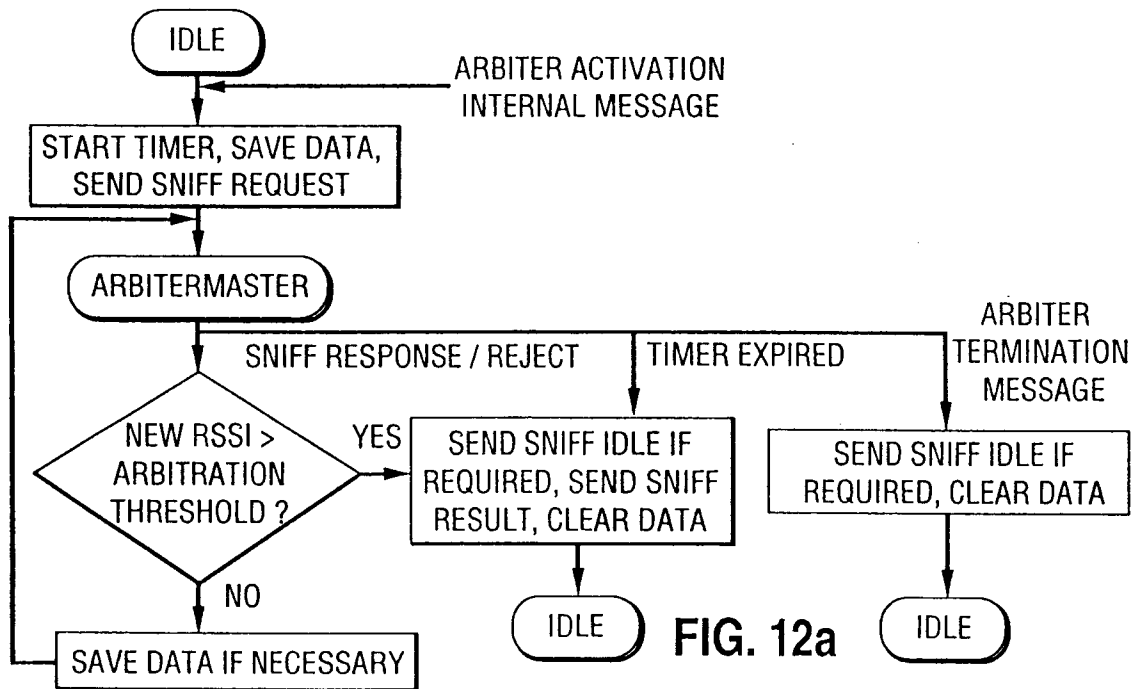 IDLE
ARBITER ACTIVATION
INTERNAL MESSAGE
START TIMER, SAVE DATA,
SEND SNIFF REQUEST
ARBITERMASTER
SNIFF RESPONSE / REJECT
TIMER EXPIRED
ARBITER
TERMINATION
MESSAGE
NEW RSSI >
ARBITRATION
THRESHOLD ?
YES
SEND SNIFF IDLE IF
REQUIRED, SEND SNIFF
RESULT, CLEAR DATA
SEND SNIFF IDLE IF
REQUIRED, CLEAR DATA
NO
SAVE DATA IF NECESSARY
IDLE
FIG. 12a
IDLE